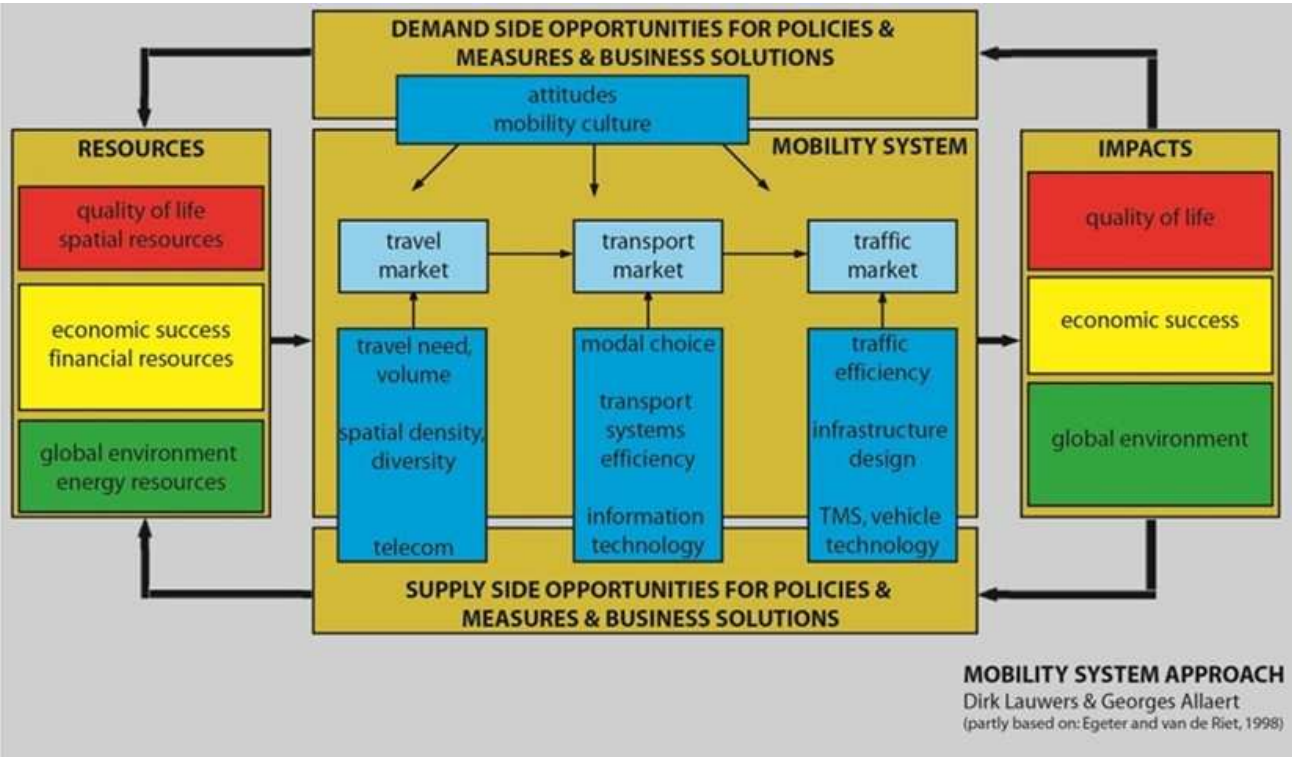 DEMAND SIDE OPPORTUNITIES FOR POLICIES &
MEASURES & BUSINESS SOLUTIONS
attitudes
mobility culture
RESOURCES
quality of life
spatial resources
economic success
financial resources
global environment
energy resources
MOBILITY SYSTEM
travel
market
transport
market
traffic
market
travel need,
volume
spatial density,
diversity
telecom
modal choice
transport
systems
efficiency
information
technology
traffic
efficiency
infrastructure
design
TMS, vehicle
technology
IMPACTS
quality of life
economic success
global environment
SUPPLY SIDE OPPORTUNITIES FOR POLICIES &
MEASURES & BUSINESS SOLUTIONS
MOBILITY SYSTEM APPROACH
Dirk Lauwers & Georges Allaert
(partly based on: Egeter and van de Riet, 1998)